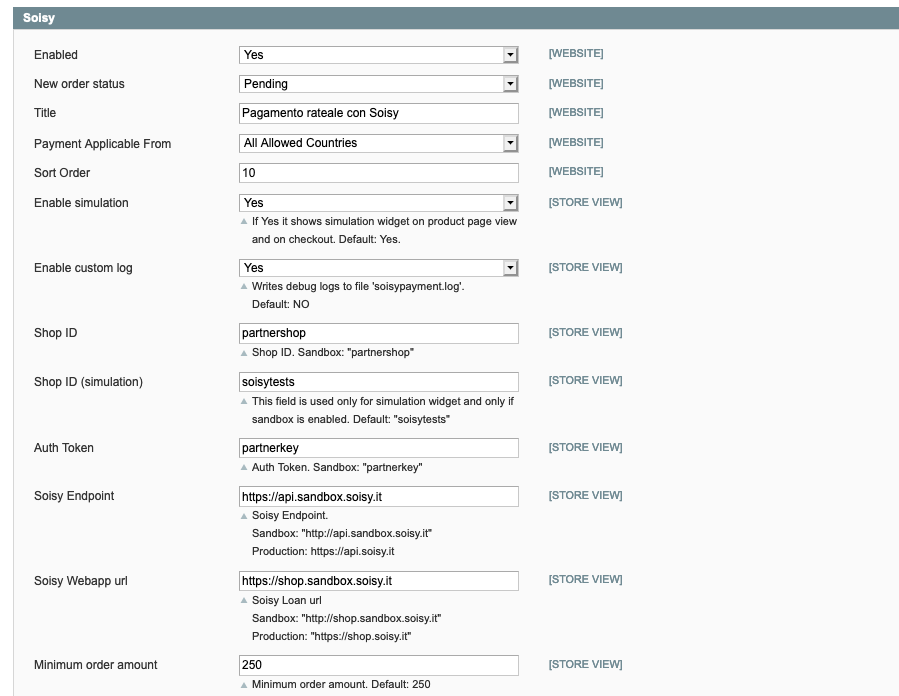 Soisy
Enabled Yes [WEBSITE]
New order status Pending [WEBSITE]
Title Pagamento rateale con Soisy [WEBSITE]
Payment Applicable From All Allowed Countries [WEBSITE]
Sort Order 10 [WEBSITE]
Enable simulation Yes [STORE VIEW]
If Yes it shows simulation widget on product page view
and on checkout. Default: Yes.
Enable custom log Yes [STORE VIEW]
Writes debug logs to file 'soisypayment.log'.
Default: NO
Shop ID partnershop [STORE VIEW]
Shop ID. Sandbox: "partnershop"
Shop ID (simulation) soisytests [STORE VIEW]
This field is used only for simulation widget and only if
sandbox is enabled. Default: "soisytests"
Auth Token partnerkey [STORE VIEW]
Auth Token. Sandbox: "partnerkey"
Soisy Endpoint https://api.sandbox.soisy.it [STORE VIEW]
Soisy Endpoint.
Sandbox: "http://api.sandbox.soisy.it"
Production: https://api.soisy.it
Soisy Webapp url https://shop.sandbox.soisy.it [STORE VIEW]
Soisy Loan url
Sandbox: "http://shop.sandbox.soisy.it"
Production: "https://shop.soisy.it"
Minimum order amount 250 [STORE VIEW]
Minimum order amount. Default: 250